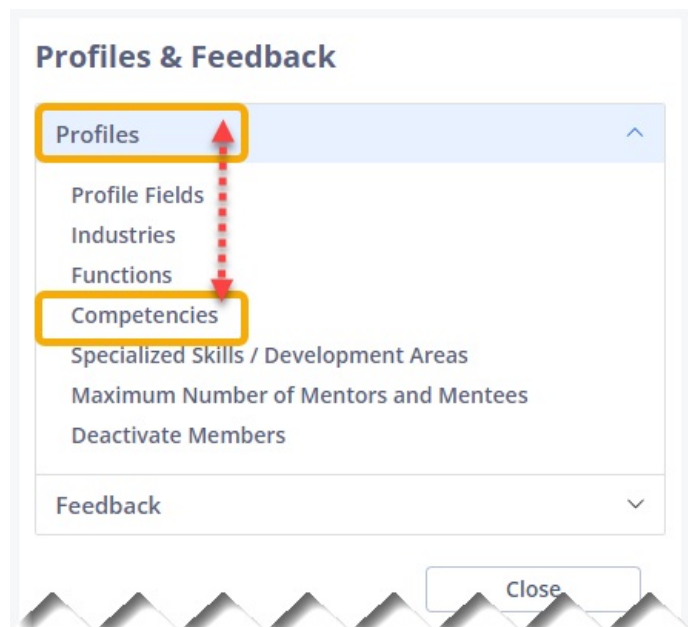 Profiles & Feedback
Profiles
Profile Fields
Industries
Functions
Competencies
Specialized Skills / Development Areas
Maximum Number of Mentors and Mentees
Deactivate Members
Feedback
Close